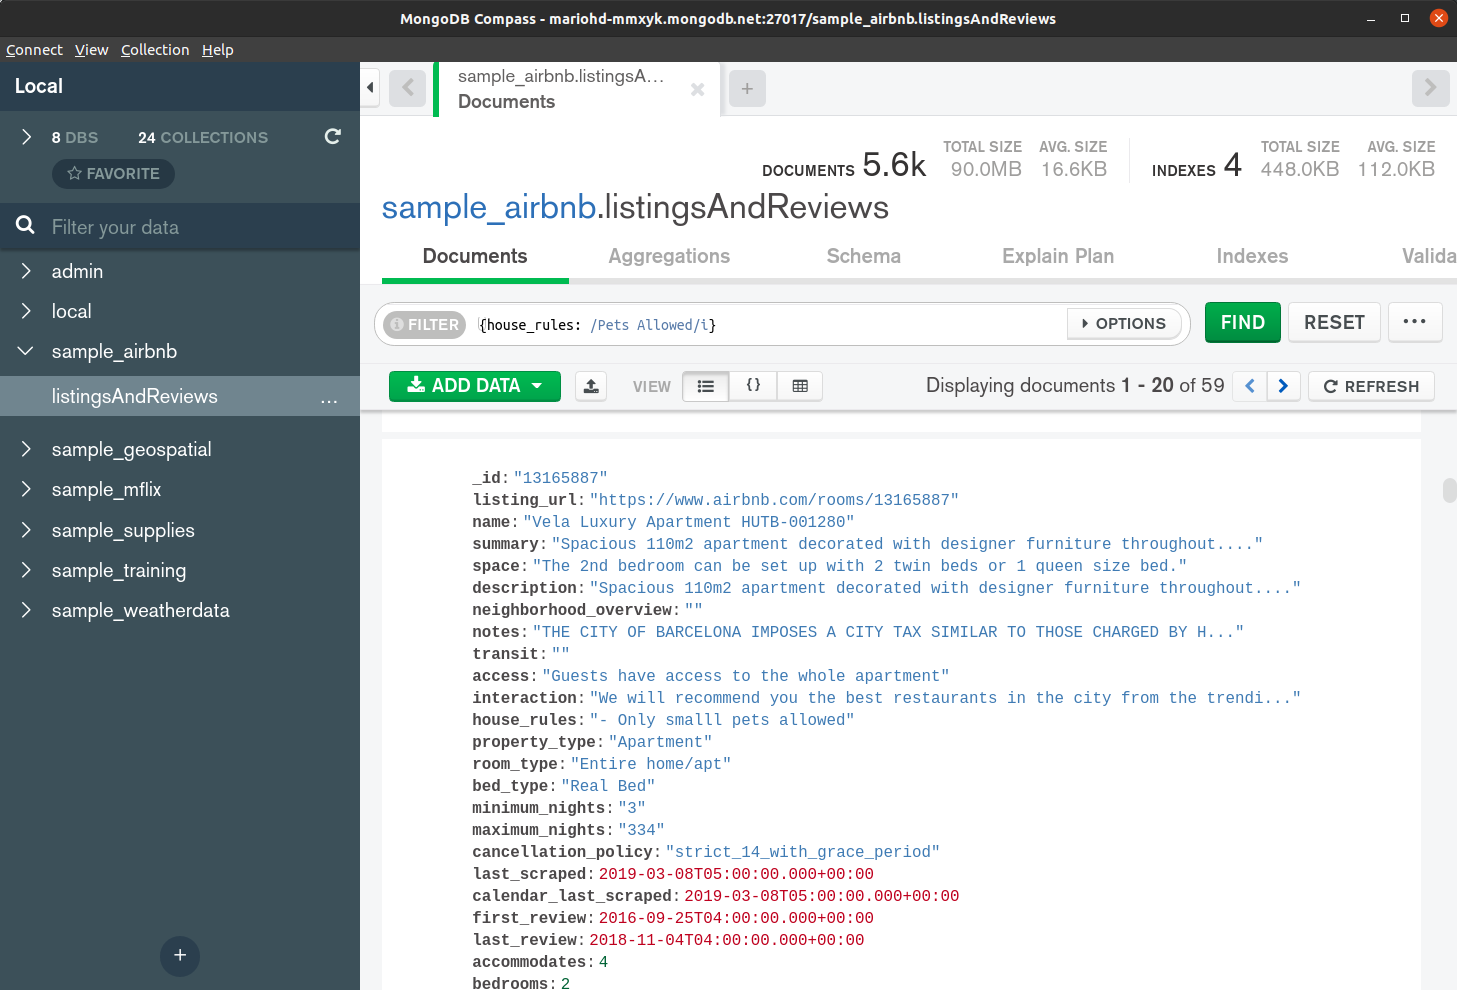 MongoDB Compass - mariohd-mmxyk.mongodb.net:27017/sample_airbnb.listingsAndReviews
Connect View Collection Help
Local
8 DBS 24 COLLECTIONS
FAVORITE
Filter your data
admin
local
sample_airbnb
listingsAndReviews ...
sample_geospatial
sample_mflix
sample_supplies
sample_training
sample_weatherdata
+
sample_airbnb.listingsA...
Documents
+
DOCUMENTS 5.6k TOTAL SIZE 90.0MB AVG. SIZE 16.6KB INDEXES 4 TOTAL SIZE 448.0KB AVG. SIZE 112.0KB
sample_airbnb.listingsAndReviews
Documents Aggregations Schema Explain Plan Indexes Valida
FILTER {house_rules: /Pets Allowed/i} OPTIONS FIND RESET ...
ADD DATA VIEW {} Displaying documents 1 - 20 of 59 REFRESH
_id: "13165887"
listing_url: "https://www.airbnb.com/rooms/13165887"
name: "Vela Luxury Apartment HUTB-001280"
summary: "Spacious 110m2 apartment decorated with designer furniture throughout...."
space: "The 2nd bedroom can be set up with 2 twin beds or 1 queen size bed."
description: "Spacious 110m2 apartment decorated with designer furniture throughout...."
neighborhood_overview: ""
notes: "THE CITY OF BARCELONA IMPOSES A CITY TAX SIMILAR TO THOSE CHARGED BY H..."
transit: ""
access: "Guests have access to the whole apartment"
interaction: "We will recommend you the best restaurants in the city from the trendi..."
house_rules: "- Only smalll pets allowed"
property_type: "Apartment"
room_type: "Entire home/apt"
bed_type: "Real Bed"
minimum_nights: "3"
maximum_nights: "334"
cancellation_policy: "strict_14_with_grace_period"
last_scraped: 2019-03-08T05:00:00.000+00:00
calendar_last_scraped: 2019-03-08T05:00:00.000+00:00
first_review: 2016-09-25T04:00:00.000+00:00
last_review: 2018-11-04T04:00:00.000+00:00
accommodates: 4
bedrooms: 2